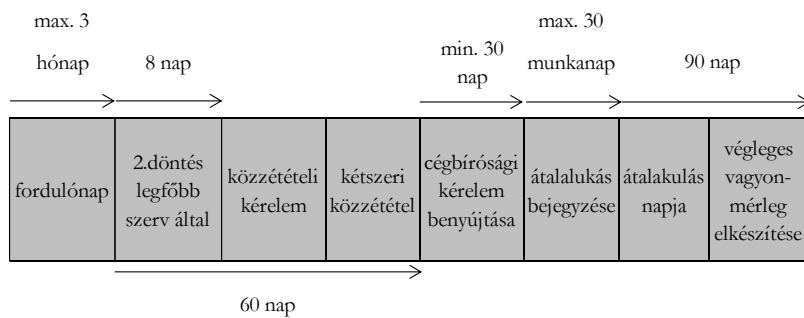 max. 3
hónap
8 nap
min. 30
nap
max. 30
munkanap
90 nap
fordulónap
2.döntés
legfőbb
szerv által
közzétételi
kérelem
kétszeri
közzététel
cégbírósági
kérelem
benyújtása
átalalukás
bejegyzése
átalakulás
napja
végleges
vagyon-
mérleg
elkészítése
60 nap